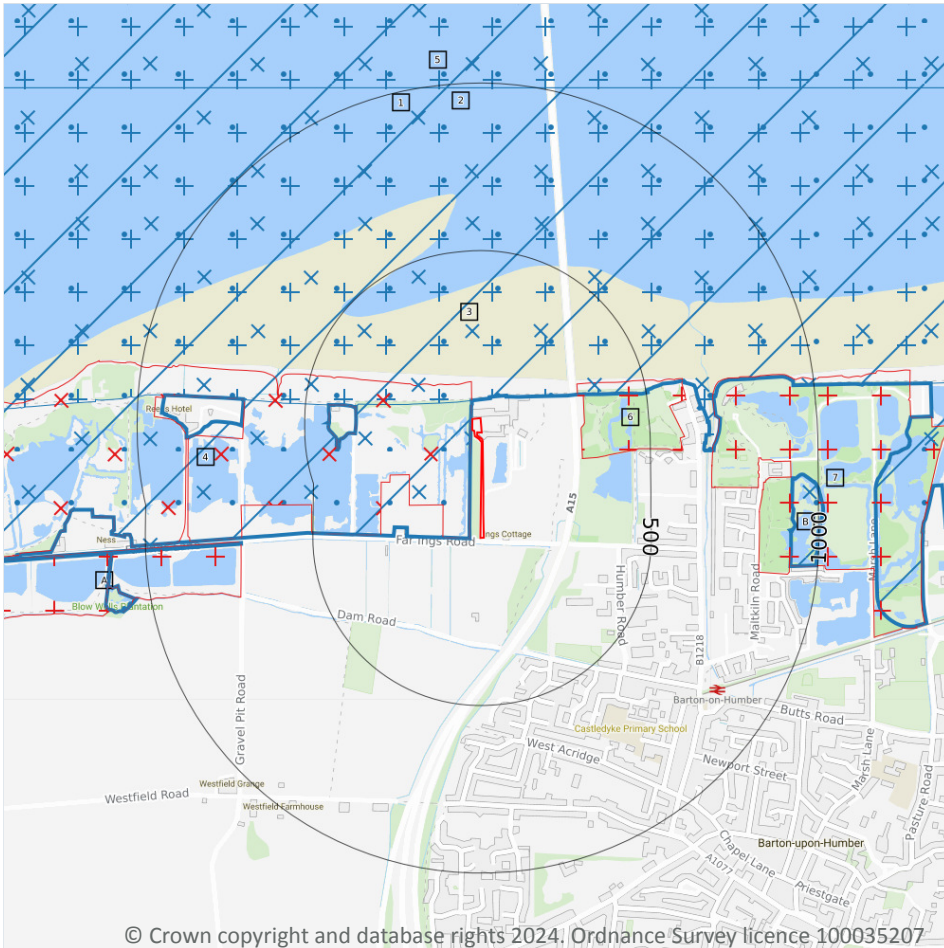 5
1
2
3
Reeds Hotel
6
4
A15
7
B
1000
500
Marsh Lane
Ness
Far Ings Road
ngs Cottage
A
Blow Wells Plantation
Dam Road
Humber Road
B1218
Maltkiln Road
Barton-on-Humber
Butts Road
Gravel Pit Road
Castledyke Primary School
West Acridge
Newport Street
Marsh Lane
Pasture Road
Westfield Grange
Westfield Road
Westfield Farmhouse
Chapel Lane
A1077
Barton-upon-Humber
Priestgate
© Crown copyright and database rights 2024. Ordnance Survey licence 100035207